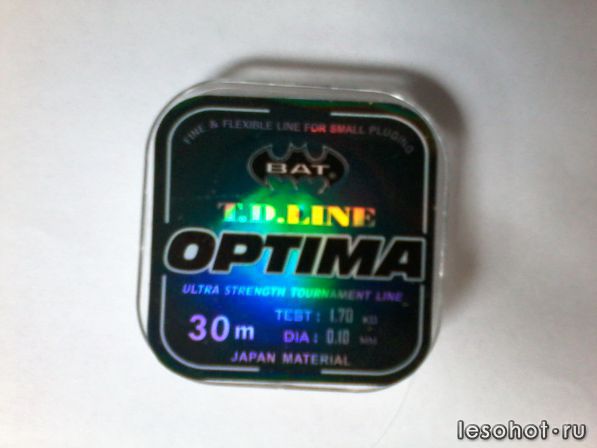 FINE & FLEXIBLE LINE FOR SMALL PLUGING
BAT®
T.D.LINE
OPTIMA
ULTRA STRENGTH TOURNAMENT LINE
30m
TEST: 1.70 KG
DIA: 0.10 MM
JAPAN MATERIAL
lesohot·ru